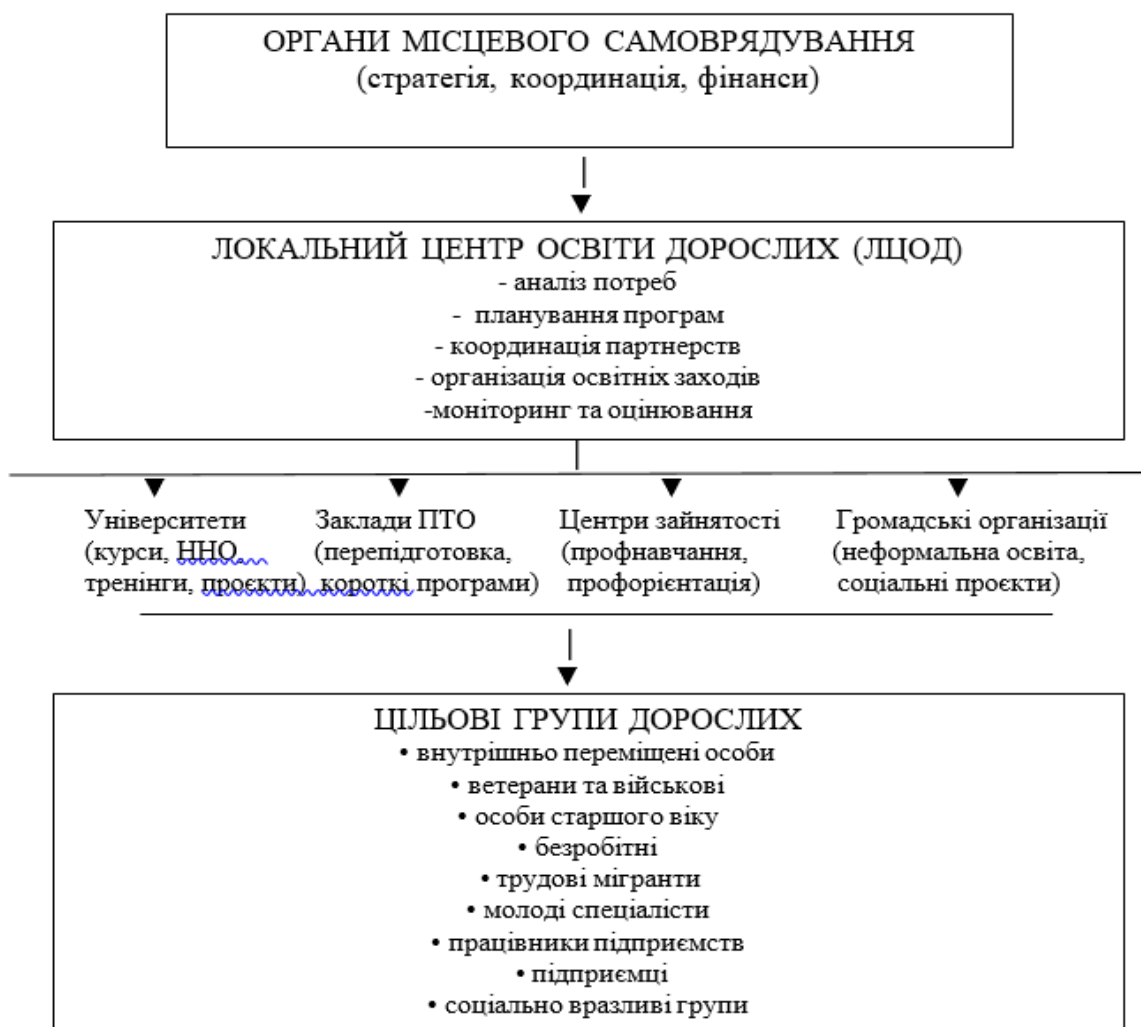 ОРГАНИ МІСЦЕВОГО САМОВРЯДУВАННЯ
(стратегія, координація, фінанси)
ЛОКАЛЬНИЙ ЦЕНТР ОСВІТИ ДОРОСЛИХ (ЛЦОД)
- аналіз потреб
- планування програм
- координація партнерств
- організація освітніх заходів
-моніторинг та оцінювання
Університети
(курси, ННО,
тренінги, проєкти)
Заклади ПТО
(перепідготовка,
короткі програми)
Центри зайнятості
(профнавчання,
профорієнтація)
Громадські організації
(неформальна освіта,
соціальні проєкти)
ЦІЛЬОВІ ГРУПИ ДОРОСЛИХ
• внутрішньо переміщені особи
• ветерани та військові
• особи старшого віку
• безробітні
• трудові мігранти
• молоді спеціалісти
• працівники підприємств
• підприємці
• соціально вразливі групи